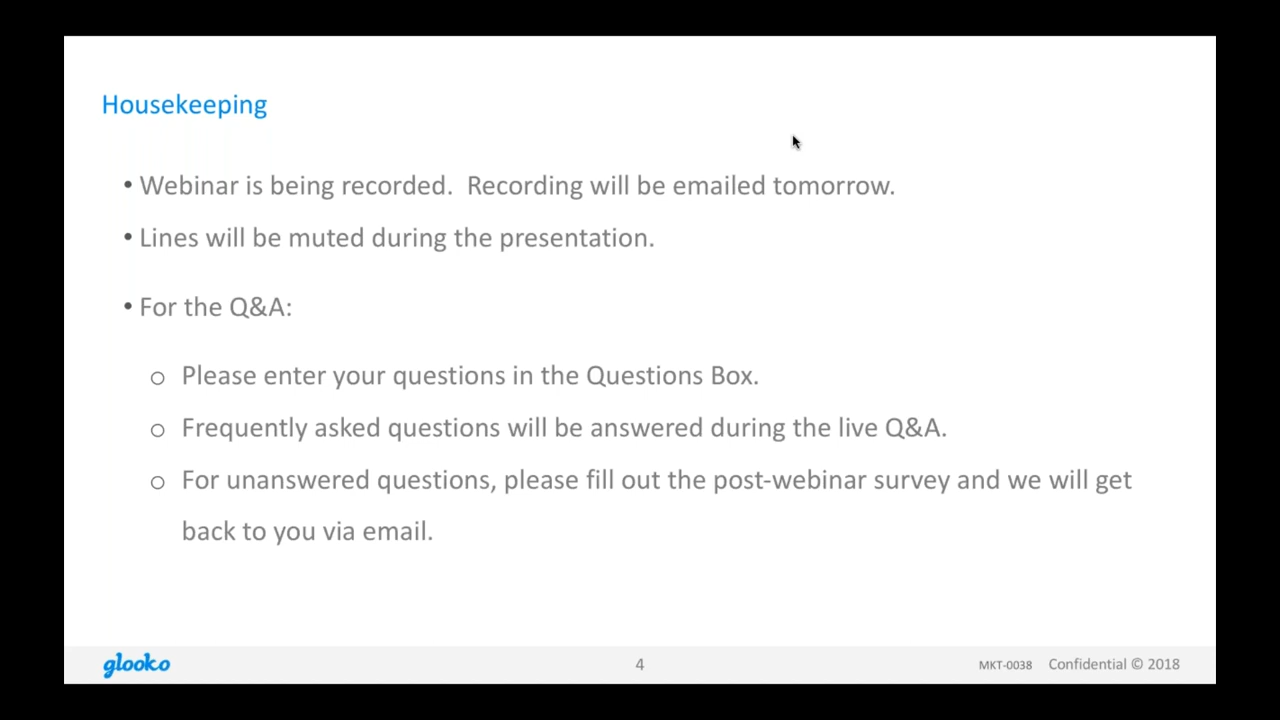 Housekeeping
• Webinar is being recorded.  Recording will be emailed tomorrow.
• Lines will be muted during the presentation.
• For the Q&A:
o Please enter your questions in the Questions Box.
o Frequently asked questions will be answered during the live Q&A.
o For unanswered questions, please fill out the post-webinar survey and we will get
back to you via email.
glooko 4 MKT-0038 Confidential © 2018